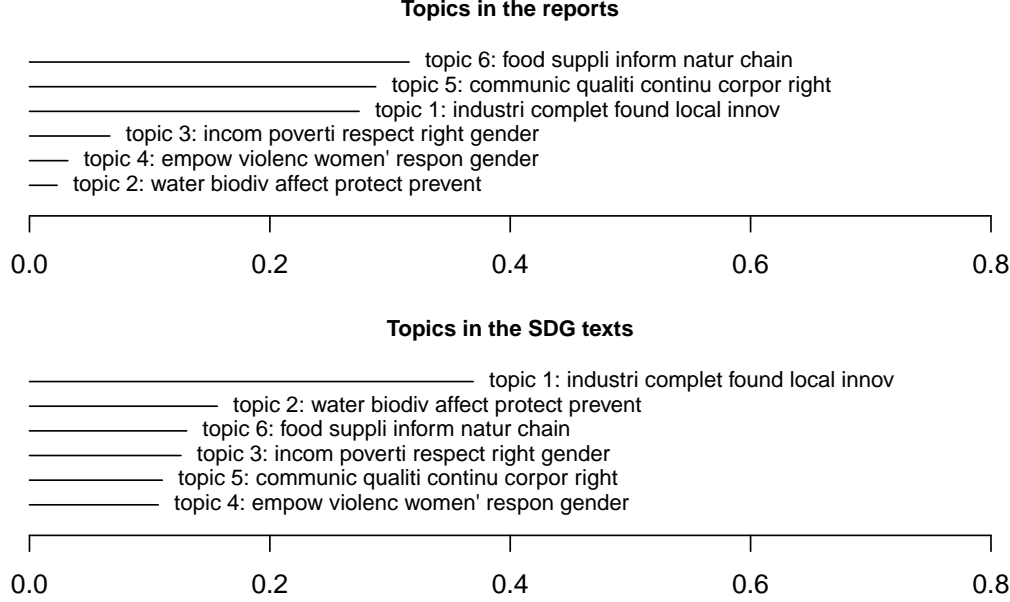 Topics in the reports
topic 6: food suppli inform natur chain
topic 5: communic qualiti continu corpor right
topic 1: industri complet found local innov
topic 3: incom poverti respect right gender
topic 4: empow violenc women' respon gender
topic 2: water biodiv affect protect prevent
0.0 0.2 0.4 0.6 0.8
Topics in the SDG texts
topic 1: industri complet found local innov
topic 2: water biodiv affect protect prevent
topic 6: food suppli inform natur chain
topic 3: incom poverti respect right gender
topic 5: communic qualiti continu corpor right
topic 4: empow violenc women' respon gender
0.0 0.2 0.4 0.6 0.8